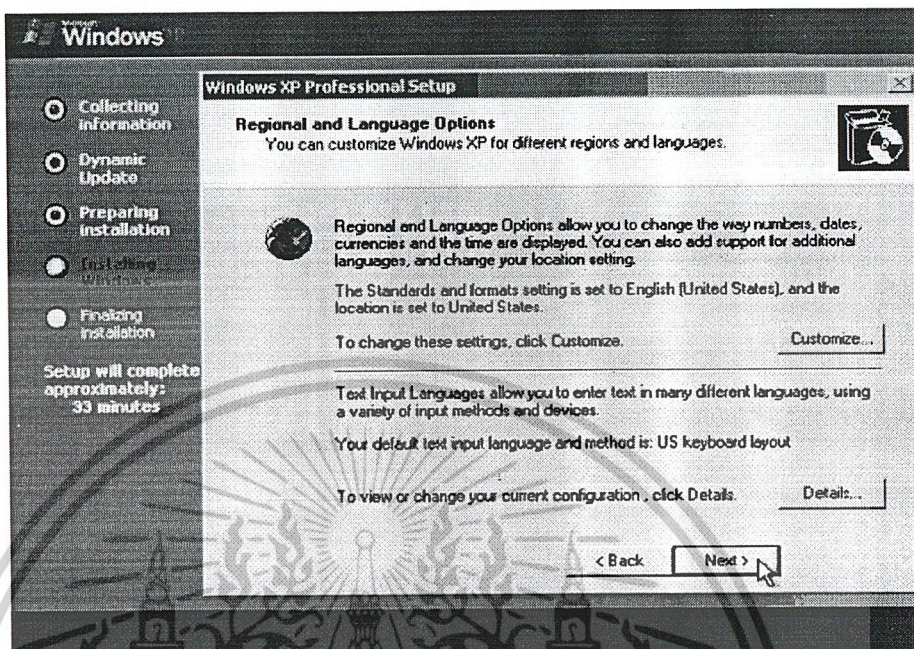 Microsoft
Windows XP
Windows XP Professional Setup
Collecting
information
Dynamic
Update
Preparing
installation
Installing
Windows
Finalizing
installation
Setup will complete
approximately:
33 minutes
Regional and Language Options
You can customize Windows XP for different regions and languages.
Regional and Language Options allow you to change the way numbers, dates,
currencies and the time are displayed. You can also add support for additional
languages, and change your location setting.
The Standards and formats setting is set to English (United States), and the
location is set to United States.
To change these settings, click Customize.
Customize...
Text Input Languages allow you to enter text in many different languages, using
a variety of input methods and devices.
Your default text input language and method is: US keyboard layout
To view or change your current configuration , click Details.
Details...
< Back
Next >